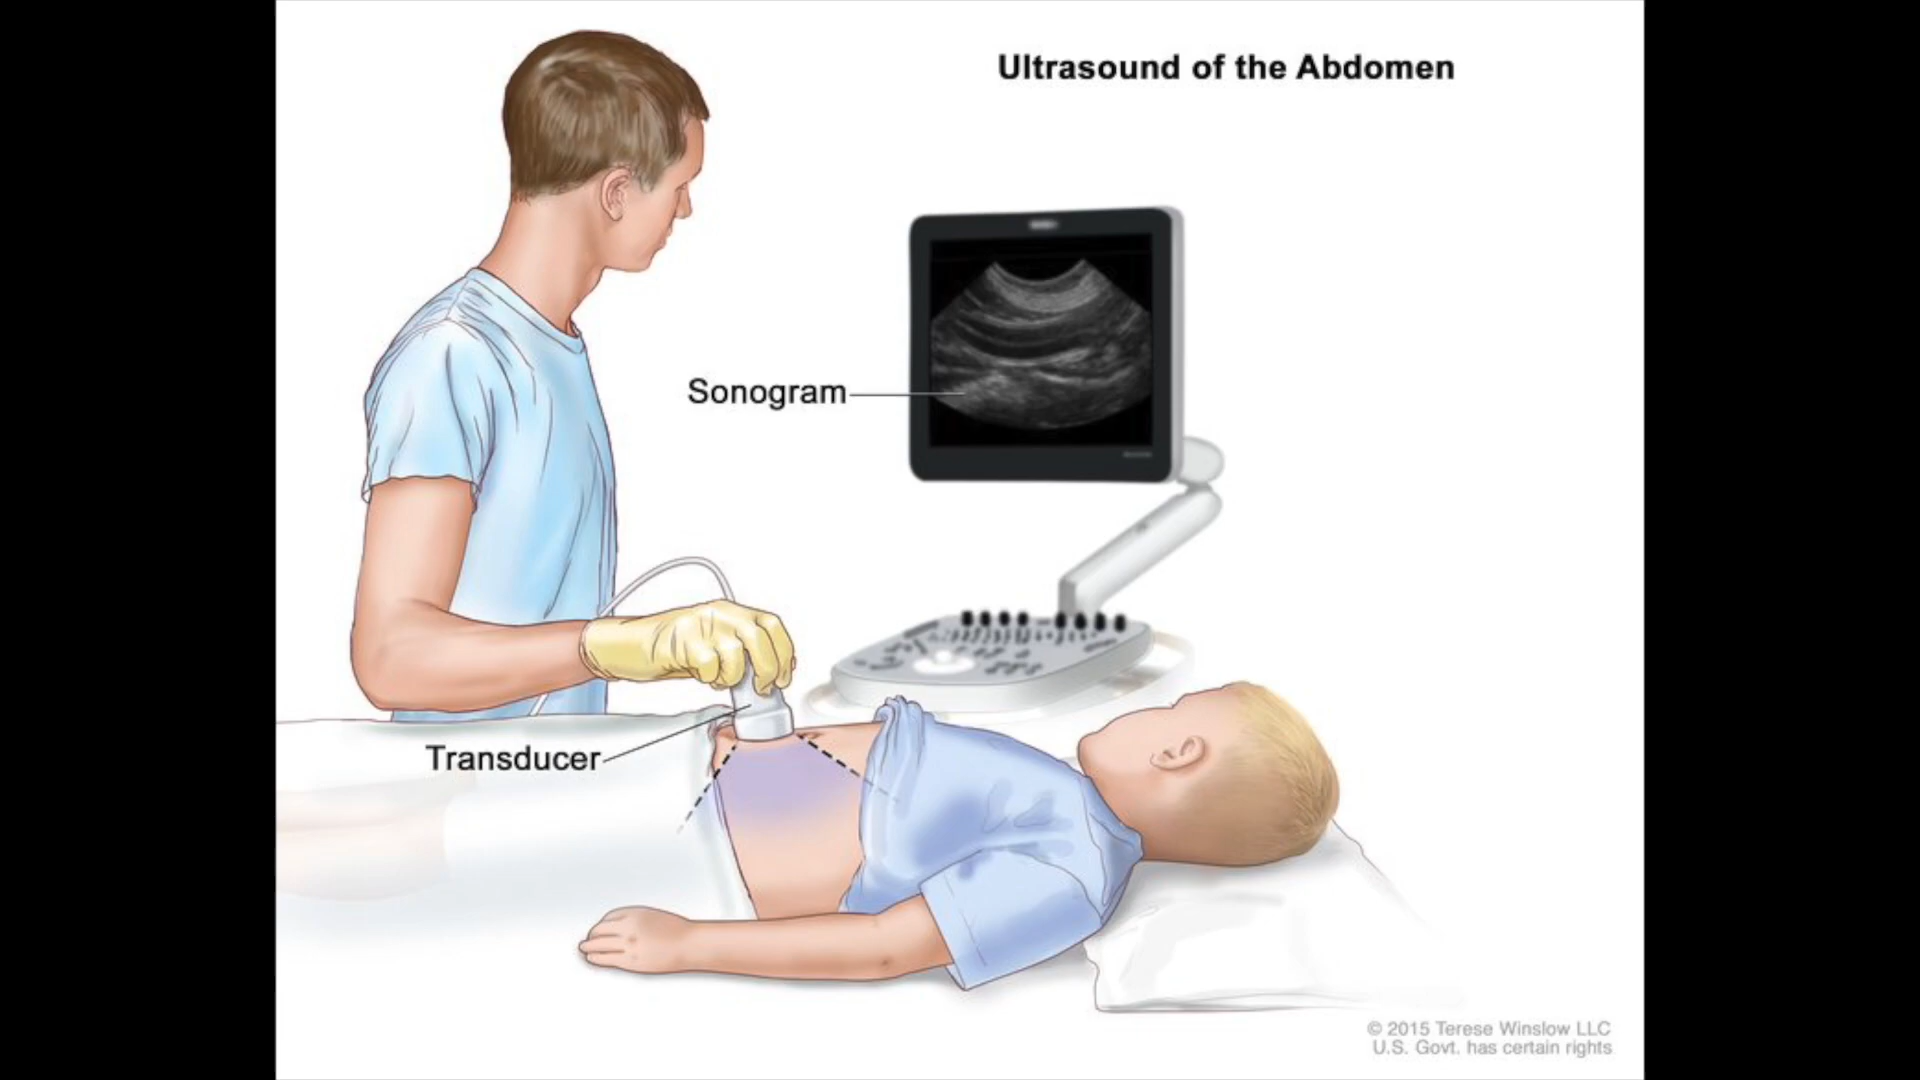 Ultrasound of the Abdomen
Sonogram
Transducer
© 2015 Terese Winslow LLC
U.S. Govt. has certain rights